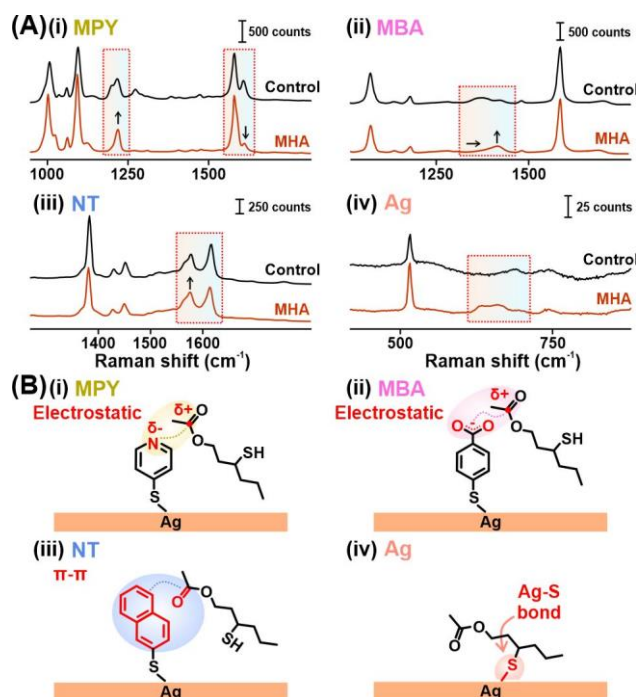 (A)(i) MPY
500 counts
Control
MHA
1000 1500
(ii) MBA
500 counts
Control
MHA
1250 1500
(iii) NT
250 counts
Control
MHA
1400 1500 1600
Raman shift (cm-1)
(iv) Ag
25 counts
Control
MHA
500 750
Raman shift (cm-1)
(B)(i) MPY
Electrostatic
δ+
O
δ-
O
N
SH
S
Ag
(ii) MBA
Electrostatic
δ+
O
-
O O
O
SH
S
Ag
(iii) NT
π-π
O
O
SH
S
Ag
(iv) Ag
Ag-S
bond
O
O
S
Ag